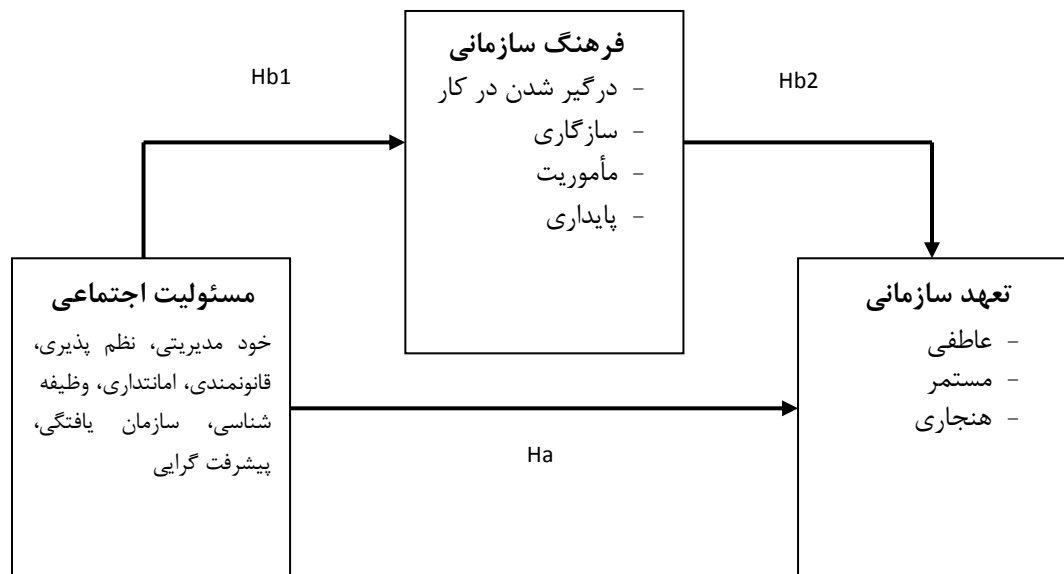 فرهنگ سازمانی
- درگیر شدن در کار
- سازگاری
- مأموریت
- پایداری
Hb1
Hb2
مسئولیت اجتماعی
خود مدیریتی، نظم پذیری،
قانونمندی، امانتداری، وظیفه
شناسی، سازمان یافتگی،
پیشرفت گرایی
تعهد سازمانی
- عاطفی
- مستمر
- هنجاری
Ha